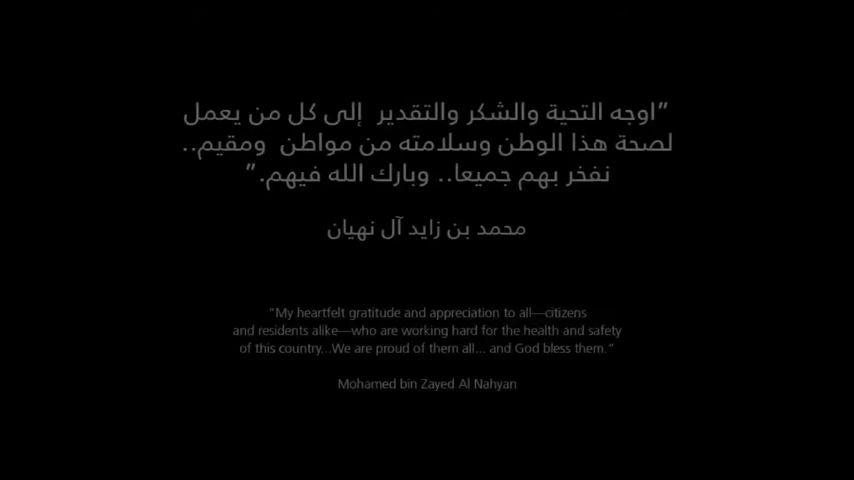 ”اوجه التحية والشكر والتقدير إلى كل من يعمل
لصحة هذا الوطن وسلامته من مواطن ومقيم..
نفخر بهم جميعا.. وبارك الله فيهم.”
محمد بن زايد آل نهيان
“My heartfelt gratitude and appreciation to all—citizens
and residents alike—who are working hard for the health and safety
of this country...We are proud of them all... and God bless them.”
Mohamed bin Zayed Al Nahyan